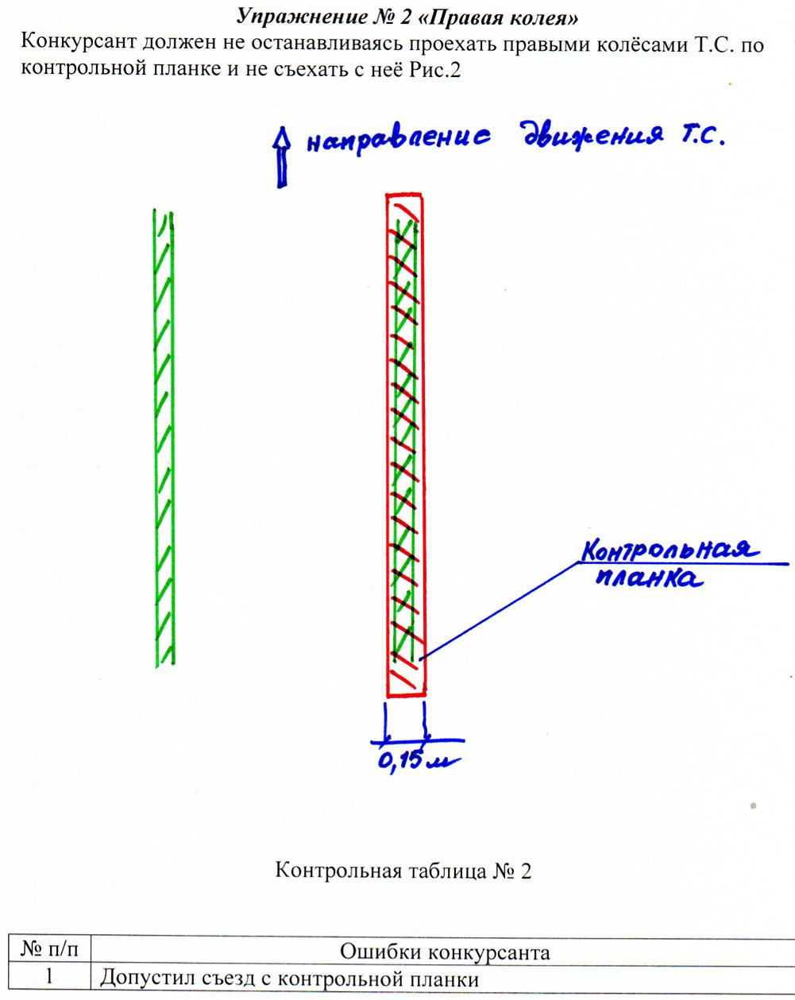 Упражнение № 2 «Правая колея»
Конкурсант должен не останавливаясь проехать правыми колёсами Т.С. по
контрольной планке и не съехать с неё Рис.2
направление движения Т.С.
Контрольная
планка
0,15 м
Контрольная таблица № 2
№ п/п Ошибки конкурсанта
1 Допустил съезд с контрольной планки